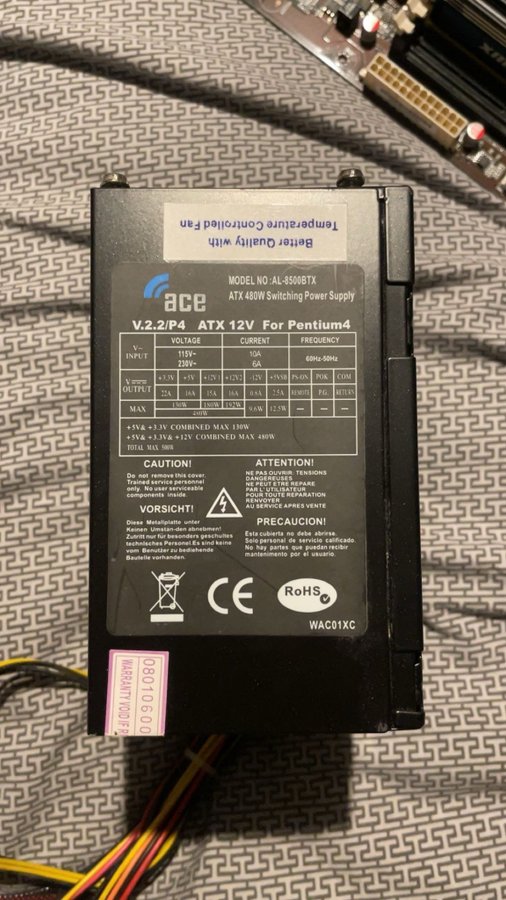 Better Quality with
Temperature Controlled Fan
ace
MODEL NO:AL-8500BTX
ATX 480W Switching Power Supply
V.2.2/P4 ATX 12V For Pentium4
V~ INPUT
VOLTAGE CURRENT FREQUENCY
115V~ 10A 60Hz-50Hz
230V~ 6A
V OUTPUT
+3.3V +5V +12V1 +12V2 -12V +5VSB PS-ON POK COM
22A 16A 15A 16A 0.8A 2.5A REMOTE P.G. RETURN
MAX 130W 180W 192W 9.6W 12.5W — — —
480W
+5V& +3.3V COMBINED MAX 130W
+5V& +3.3V& +12V COMBINED MAX 480W
TOTAL MAX 500W
CAUTION!
Do not remove this cover.
Trained service personnel
only. No user serviceable
components inside.
ATTENTION!
NE PAS OUVRIR. TENSIONS
DANGEREUSES
NE PEUT ÉTRE REPARE
PAR L' UTILISATEUR
POUR TOUTE REPARATION
RENVOYER
AU SERVICE APRES VENTE
VORSICHT!
Diese Metallplatte unter
Keinen Umstan-den abnehmen!
Zutritt nur für besonders geschultes
technisches Personel.Es sind keine
vom Benutzer zu bediehende
Bauteile vorhanden.
PRECAUCION!
Esta cubierta no debe abrirse.
Solo personal de servicio calificado.
No hay partes que puedan recibir
mantenimiento por el usuario.
CE
RoHS
WAC01XC
08010600
WARRANTY VOID IF R